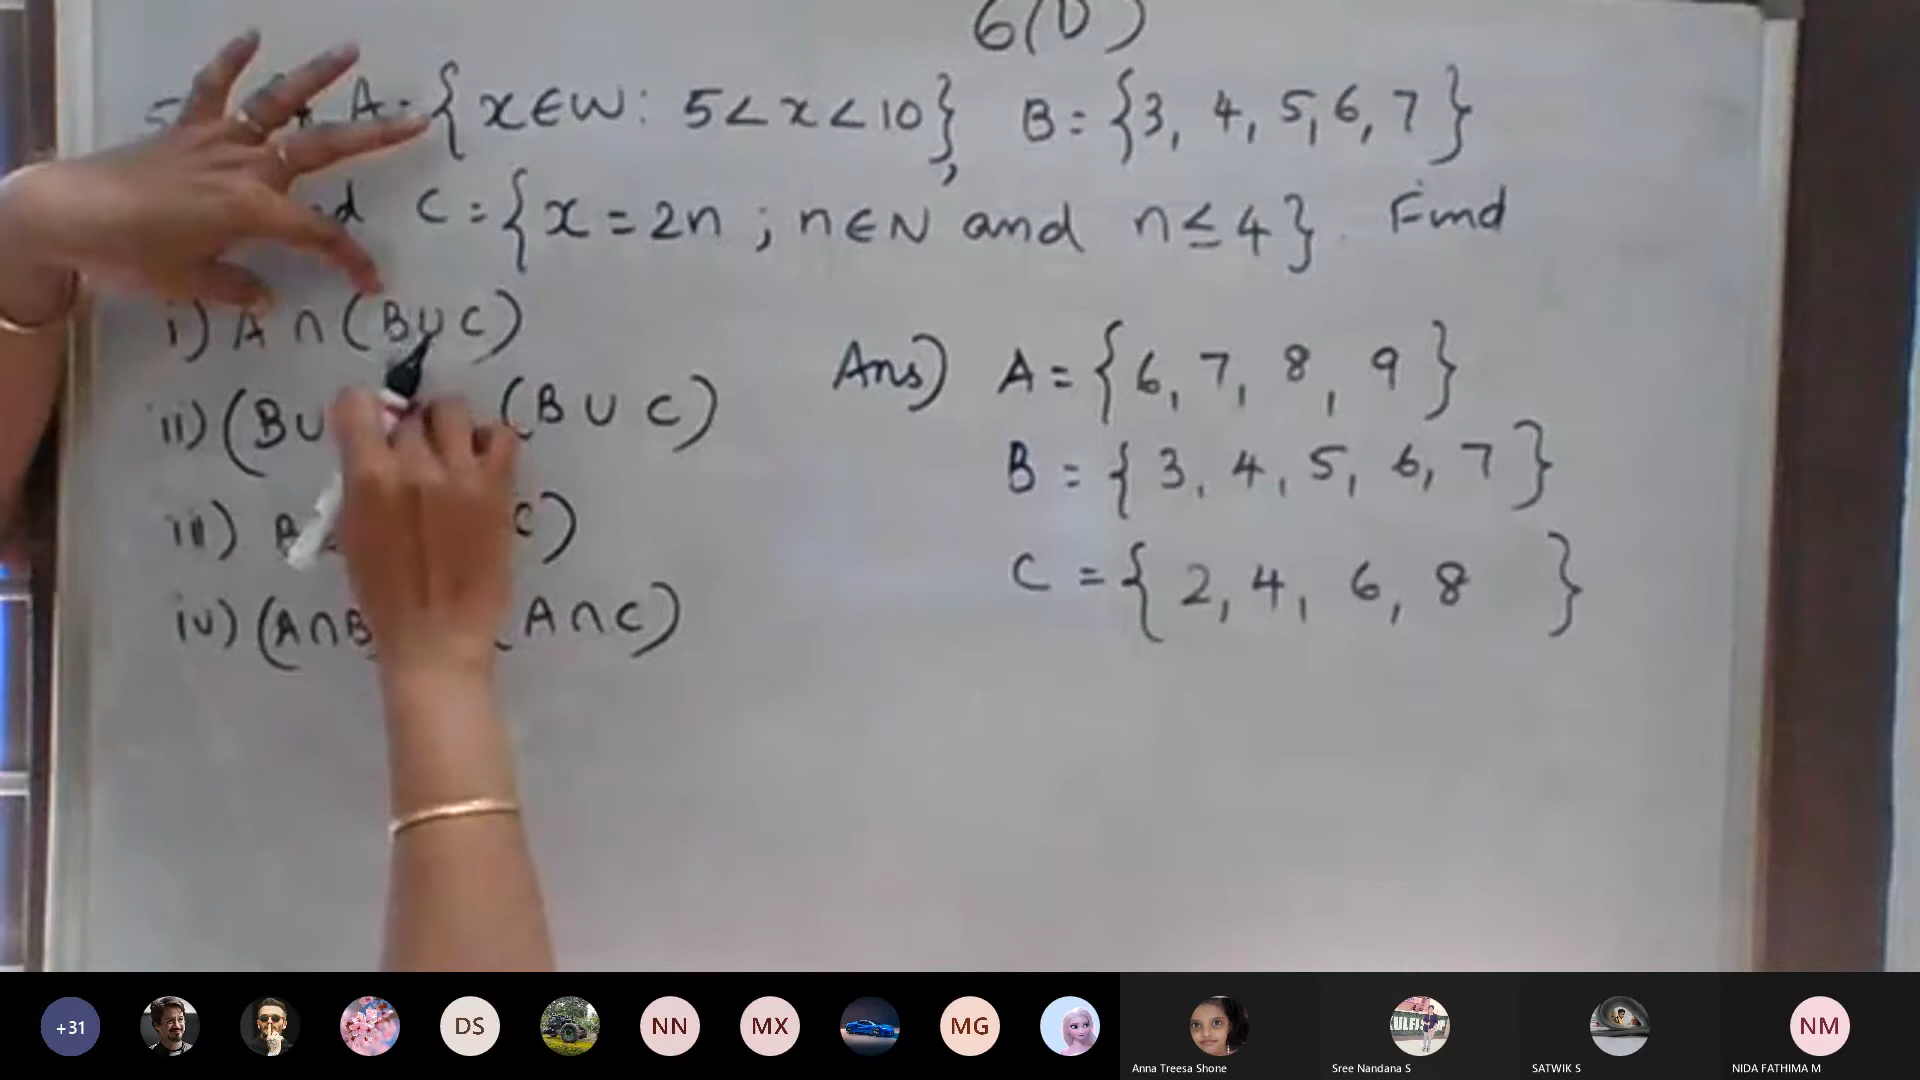 6(D)
A = {x∈W: 5<x<10}, B = {3, 4, 5, 6, 7}
C = {x = 2n ; n∈N and n≤4}. Find
i) A ∩ (B∪C)
ii) (B∪ (B ∪ C)
iii) C)
iv) (A∩B) (A∩C)
Ans) A = {6, 7, 8, 9}
B = {3, 4, 5, 6, 7}
C = {2, 4, 6, 8 }
+31
DS
NN
MX
MG
ULFI
NM
Anna Treesa Shone
Sree Nandana S
SATWIK S
NIDA FATHIMA M